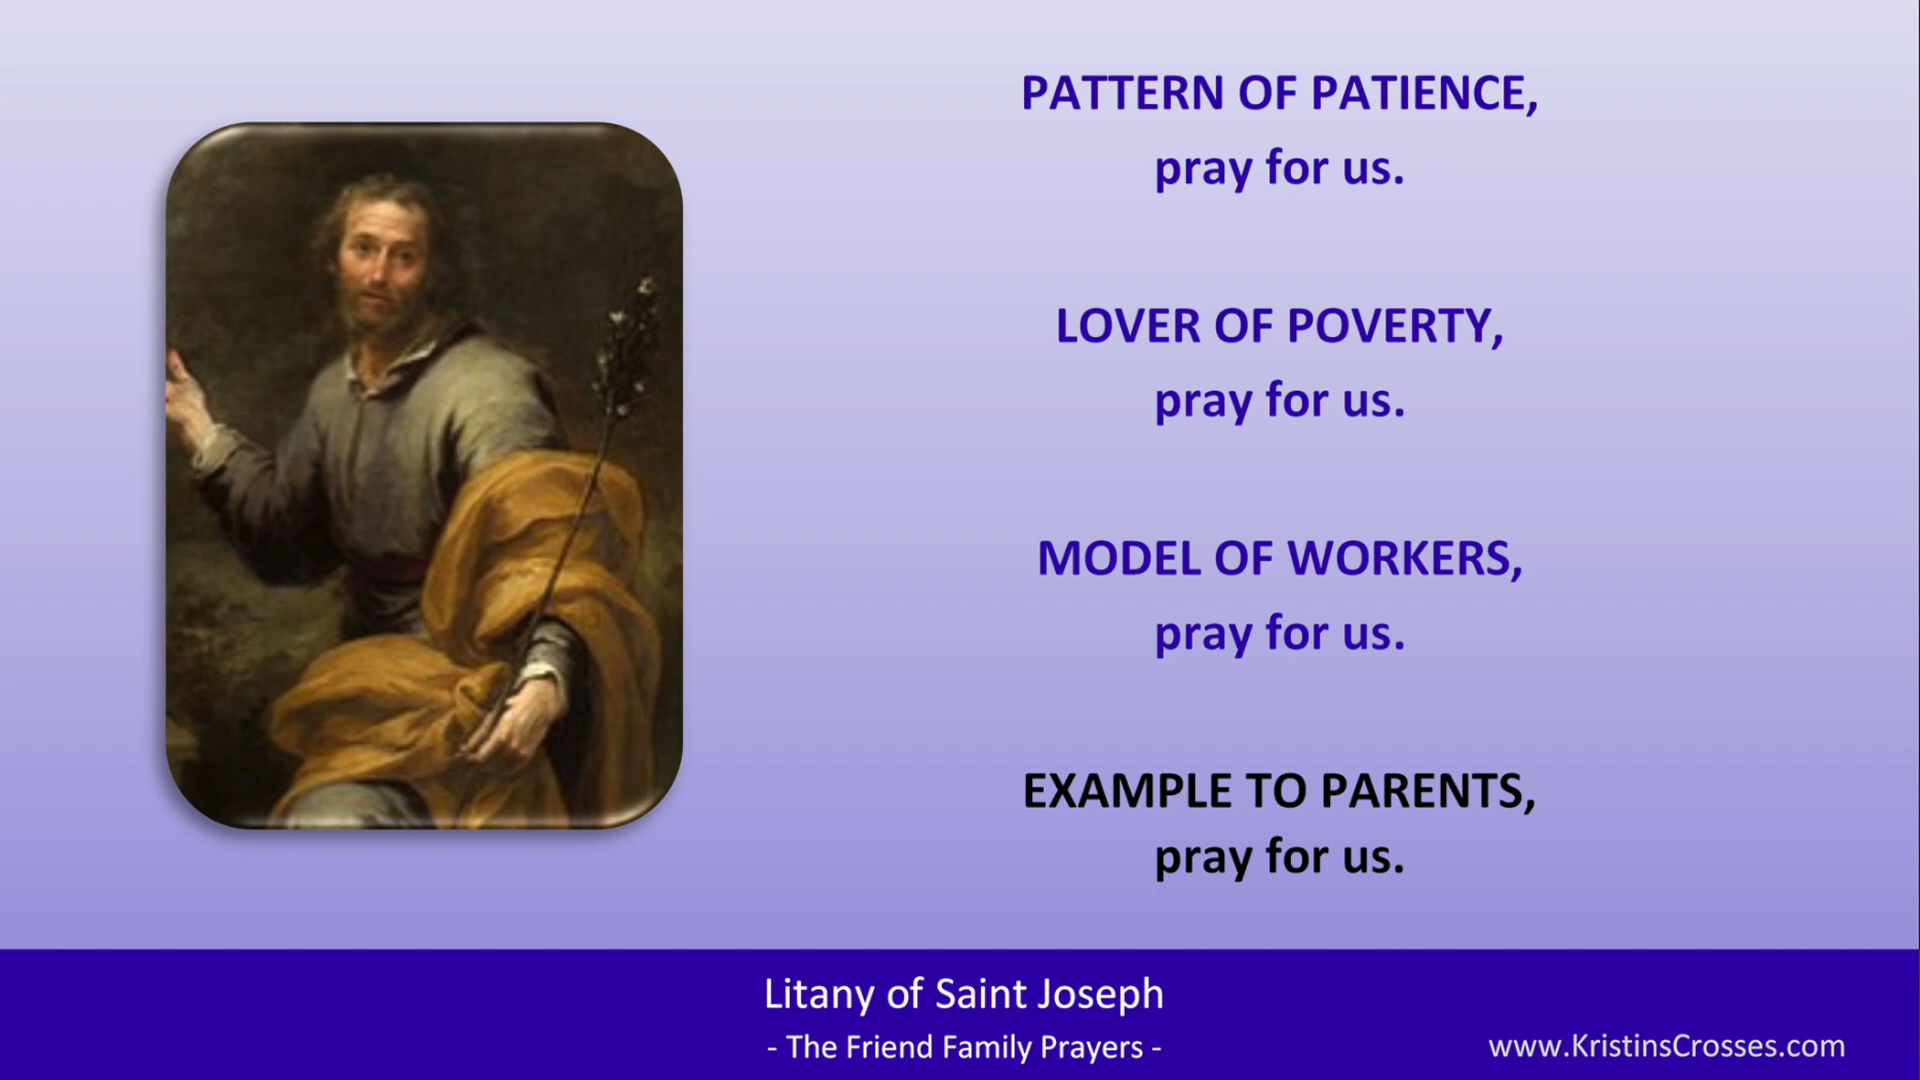 PATTERN OF PATIENCE,
pray for us.
LOVER OF POVERTY,
pray for us.
MODEL OF WORKERS,
pray for us.
EXAMPLE TO PARENTS,
pray for us.
Litany of Saint Joseph
- The Friend Family Prayers -
www.KristinsCrosses.com